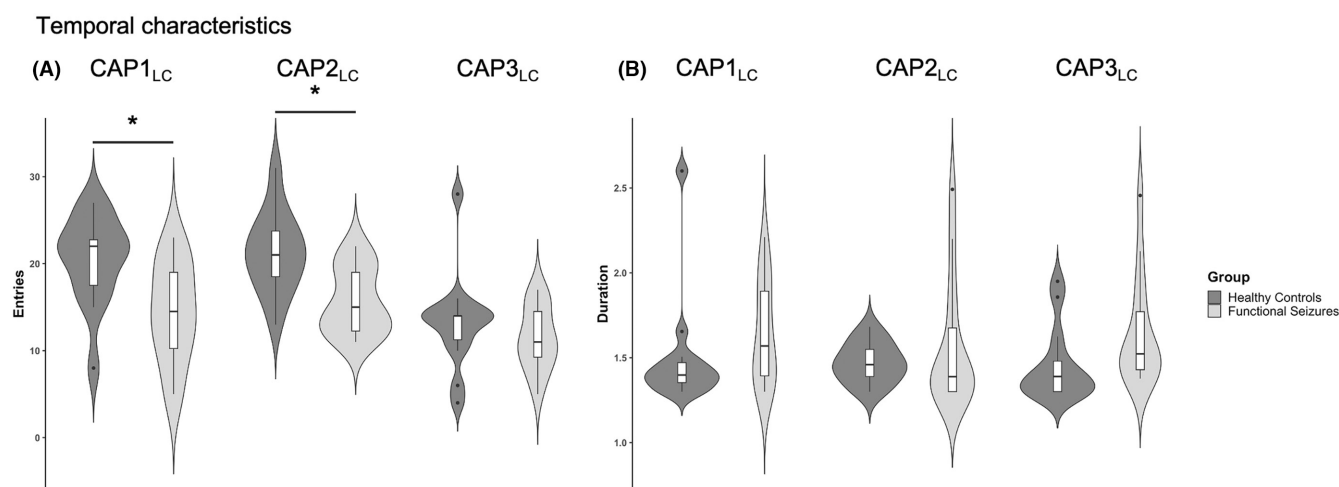 Temporal characteristics
(A) CAP1LC CAP2LC CAP3LC
* *
Entries
30
20
10
0
(B) CAP1LC CAP2LC CAP3LC
Duration
2.5
2.0
1.5
1.0
Group
Healthy Controls
Functional Seizures